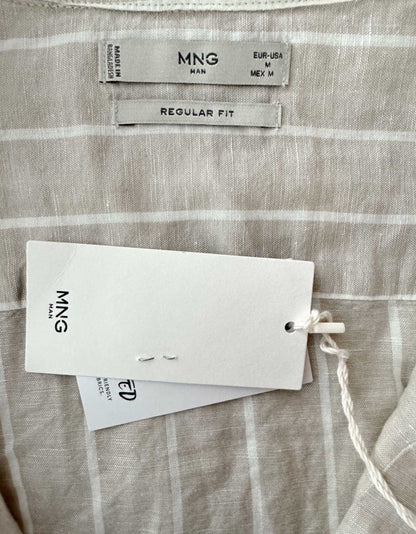 MADE IN
BANGLADESH
MNG
MAN
EUR-USA
M
MEX M
REGULAR FIT
MNG
MAN